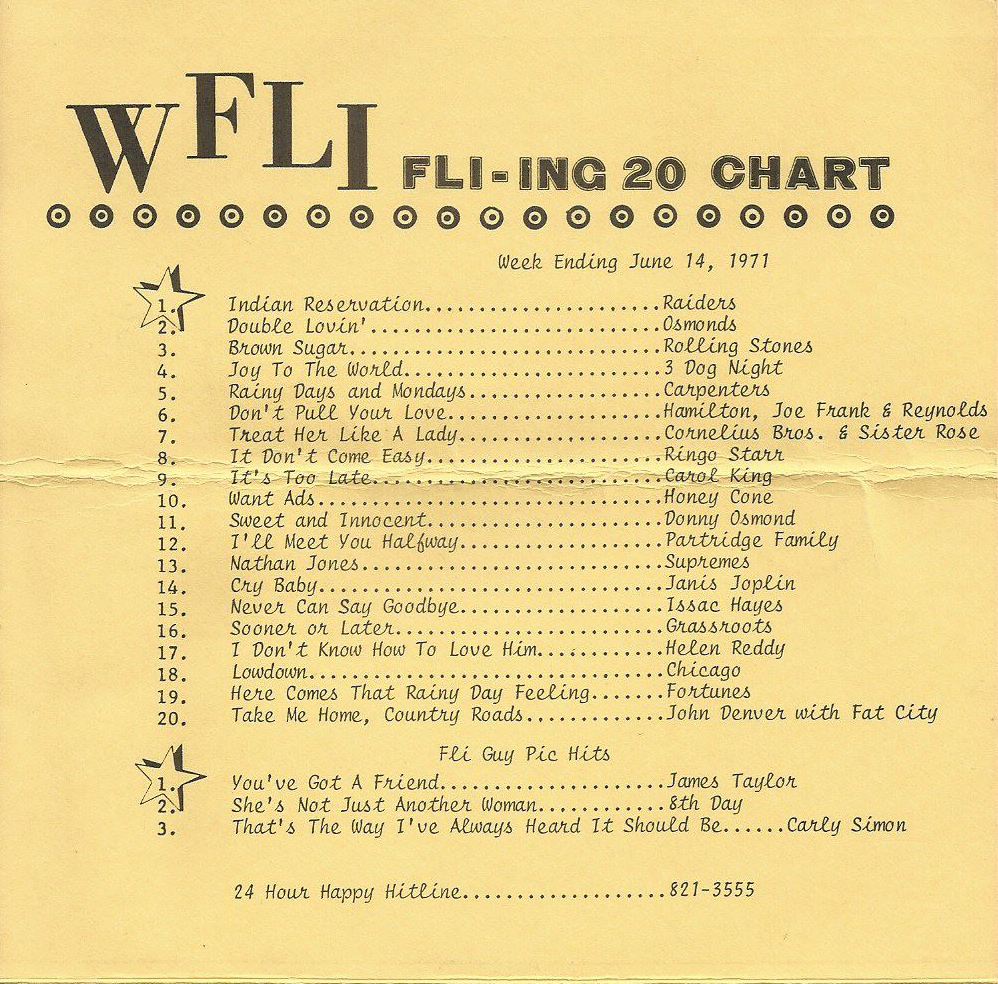 WFLI FLI-ING 20 CHART
Week Ending June 14, 1971
1. Indian Reservation......................Raiders
2. Double Lovin'...........................Osmonds
3. Brown Sugar.............................Rolling Stones
4. Joy To The World........................3 Dog Night
5. Rainy Days and Mondays..................Carpenters
6. Don't Pull Your Love....................Hamilton, Joe Frank & Reynolds
7. Treat Her Like A Lady...................Cornelius Bros. & Sister Rose
8. It Don't Come Easy......................Ringo Starr
9. It's Too Late...........................Carol King
10. Want Ads................................Honey Cone
11. Sweet and Innocent......................Donny Osmond
12. I'll Meet You Halfway...................Partridge Family
13. Nathan Jones............................Supremes
14. Cry Baby................................Janis Joplin
15. Never Can Say Goodbye...................Issac Hayes
16. Sooner or Later.........................Grassroots
17. I Don't Know How To Love Him............Helen Reddy
18. Lowdown.................................Chicago
19. Here Comes That Rainy Day Feeling.......Fortunes
20. Take Me Home, Country Roads.............John Denver with Fat City
Fli Guy Pic Hits
1. You've Got A Friend.....................James Taylor
2. She's Not Just Another Woman............8th Day
3. That's The Way I've Always Heard It Should Be......Carly Simon
24 Hour Happy Hitline...................821-3555